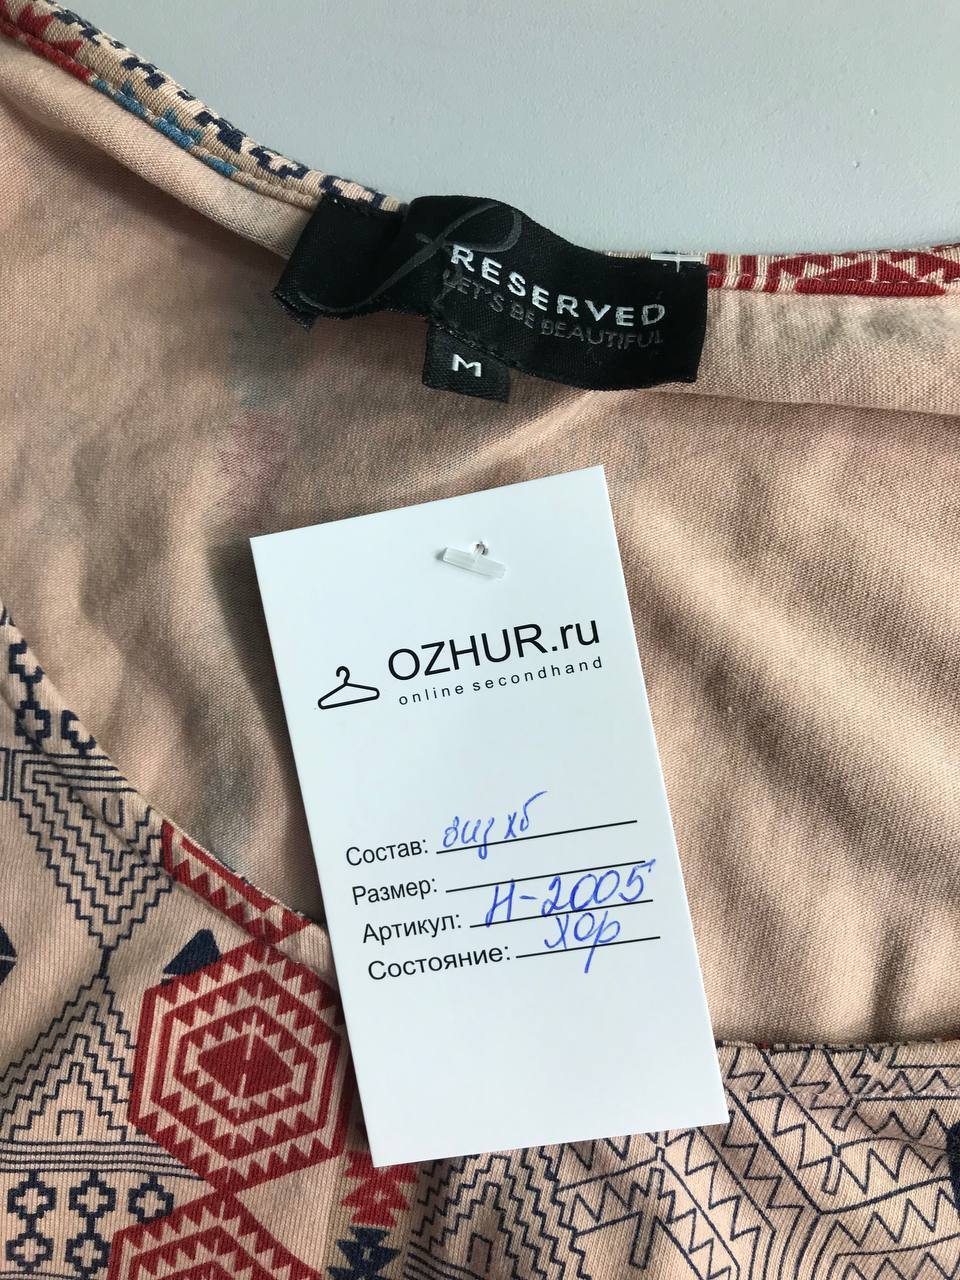 RESERVED
LET'S BE BEAUTIFUL
M
OZHUR.ru
online secondhand
Состав: виз хб
Размер:
Артикул: Н-2005
Состояние: хор